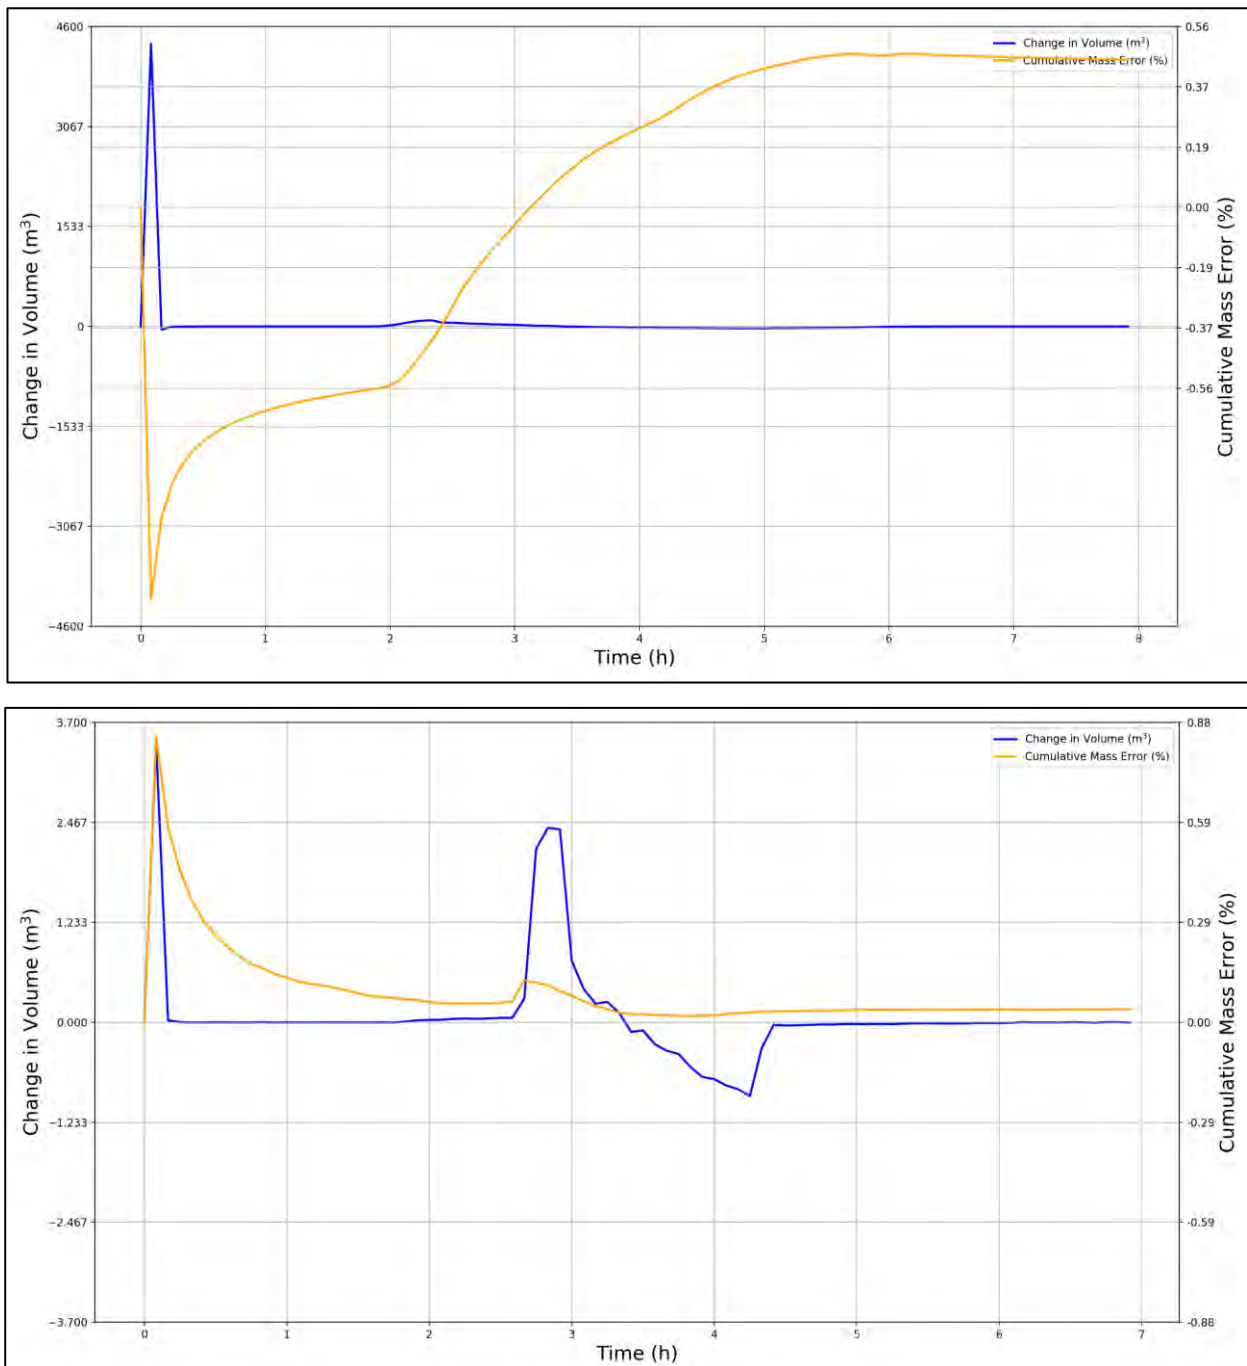 4600
3067
1533
0
−1533
−3067
−4600
Change in Volume (m³)
0.56
0.37
0.19
0.00
-0.19
-0.37
-0.56
Cumulative Mass Error (%)
Change in Volume (m³)
Cumulative Mass Error (%)
0 1 2 3 4 5 6 7 8
Time (h)
3.700
2.467
1.233
0.000
−1.233
−2.467
−3.700
Change in Volume (m³)
0.88
0.59
0.29
0.00
-0.29
-0.59
-0.88
Cumulative Mass Error (%)
Change in Volume (m³)
Cumulative Mass Error (%)
0 1 2 3 4 5 6 7
Time (h)